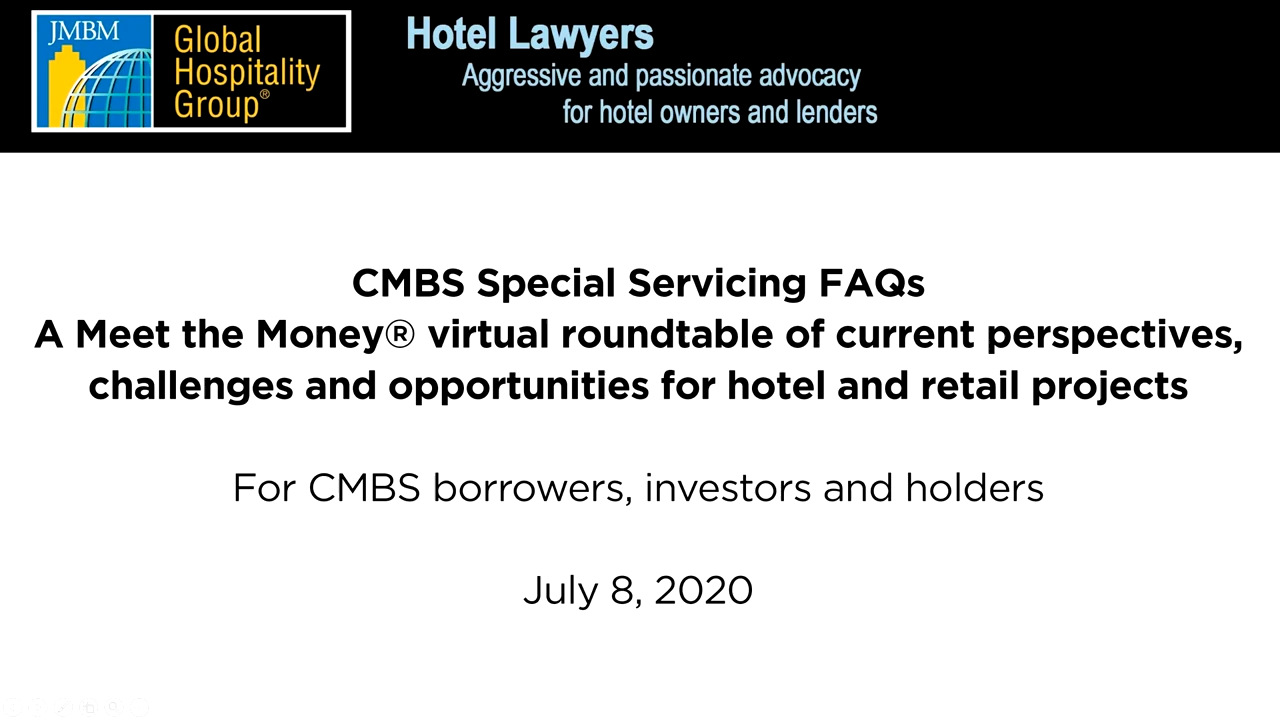 JMBM
Global
Hospitality
Group®
Hotel Lawyers
Aggressive and passionate advocacy
for hotel owners and lenders
CMBS Special Servicing FAQs
A Meet the Money® virtual roundtable of current perspectives,
challenges and opportunities for hotel and retail projects
For CMBS borrowers, investors and holders
July 8, 2020